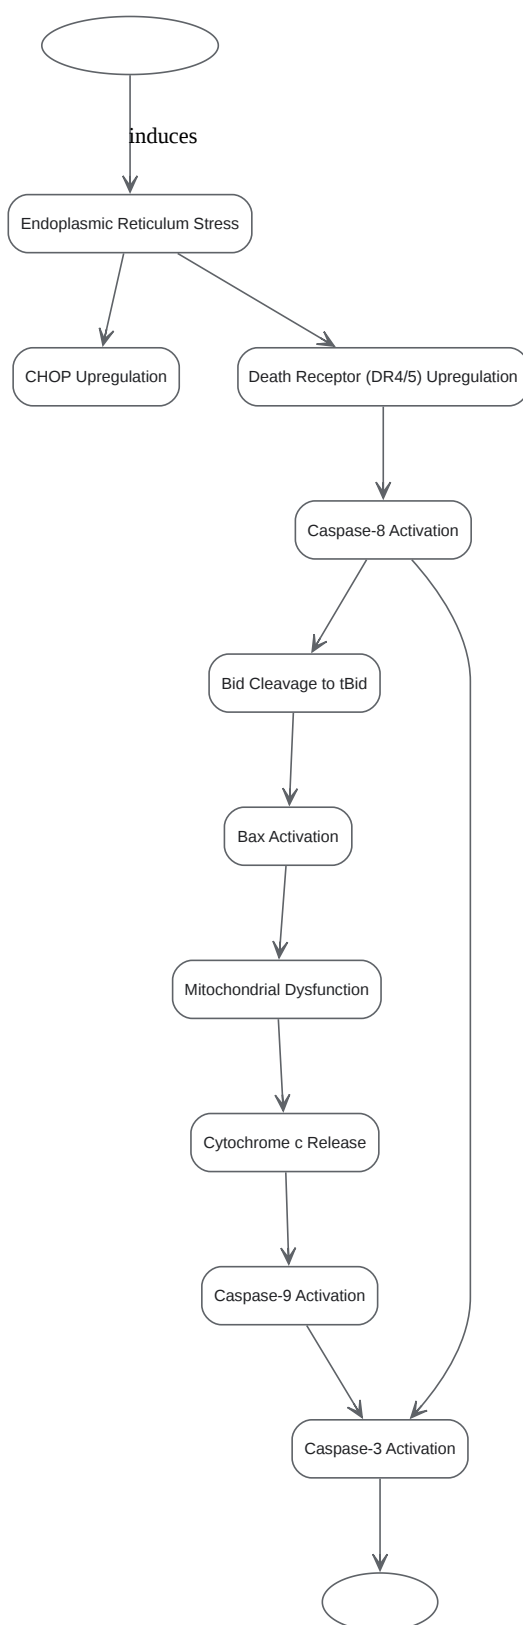 induces
Endoplasmic Reticulum Stress
CHOP Upregulation
Death Receptor (DR4/5) Upregulation
Caspase-8 Activation
Bid Cleavage to tBid
Bax Activation
Mitochondrial Dysfunction
Cytochrome c Release
Caspase-9 Activation
Caspase-3 Activation